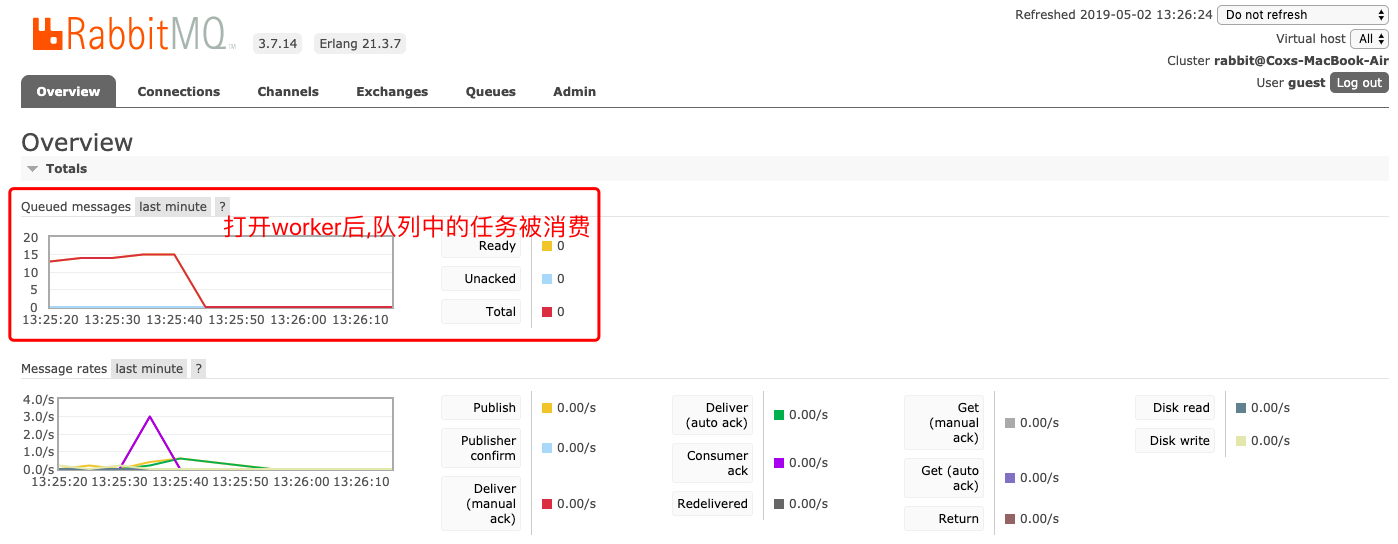 Refreshed 2019-05-02 13:26:24 Do not refresh
RabbitMQ TM 3.7.14 Erlang 21.3.7
Virtual host All
Cluster rabbit@Coxs-MacBook-Air
User guest Log out
Overview Connections Channels Exchanges Queues Admin
Overview
Totals
Queued messages last minute ?
打开worker后,队列中的任务被消费
20
15
10
5
0
13:25:20 13:25:30 13:25:40 13:25:50 13:26:00 13:26:10
Ready 0
Unacked 0
Total 0
Message rates last minute ?
4.0/s
3.0/s
2.0/s
1.0/s
0.0/s
13:25:20 13:25:30 13:25:40 13:25:50 13:26:00 13:26:10
Publish 0.00/s
Publisher
confirm 0.00/s
Deliver
(manual
ack) 0.00/s
Deliver
(auto ack) 0.00/s
Consumer
ack 0.00/s
Redelivered 0.00/s
Get
(manual
ack) 0.00/s
Get (auto
ack) 0.00/s
Return 0.00/s
Disk read 0.00/s
Disk write 0.00/s